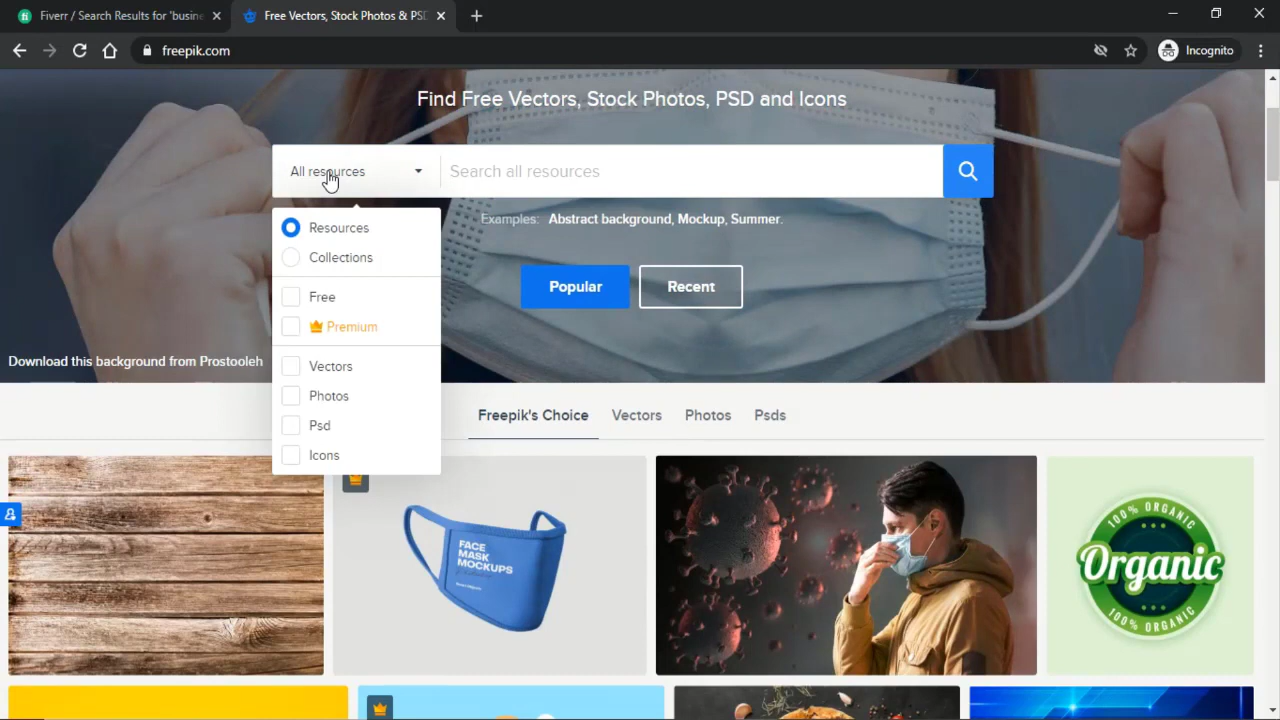 Fiverr / Search Results for 'busine
Free Vectors, Stock Photos & PSD
freepik.com
Incognito
Find Free Vectors, Stock Photos, PSD and Icons
All resources
Search all resources
Examples: Abstract background, Mockup, Summer.
Resources
Collections
Free
Premium
Vectors
Photos
Psd
Icons
Popular
Recent
Download this background from Prostooleh
Freepik's Choice
Vectors
Photos
Psds
FACE
MASK
MOCKUPS
100% ORGANIC
Organic
100% ORGANIC